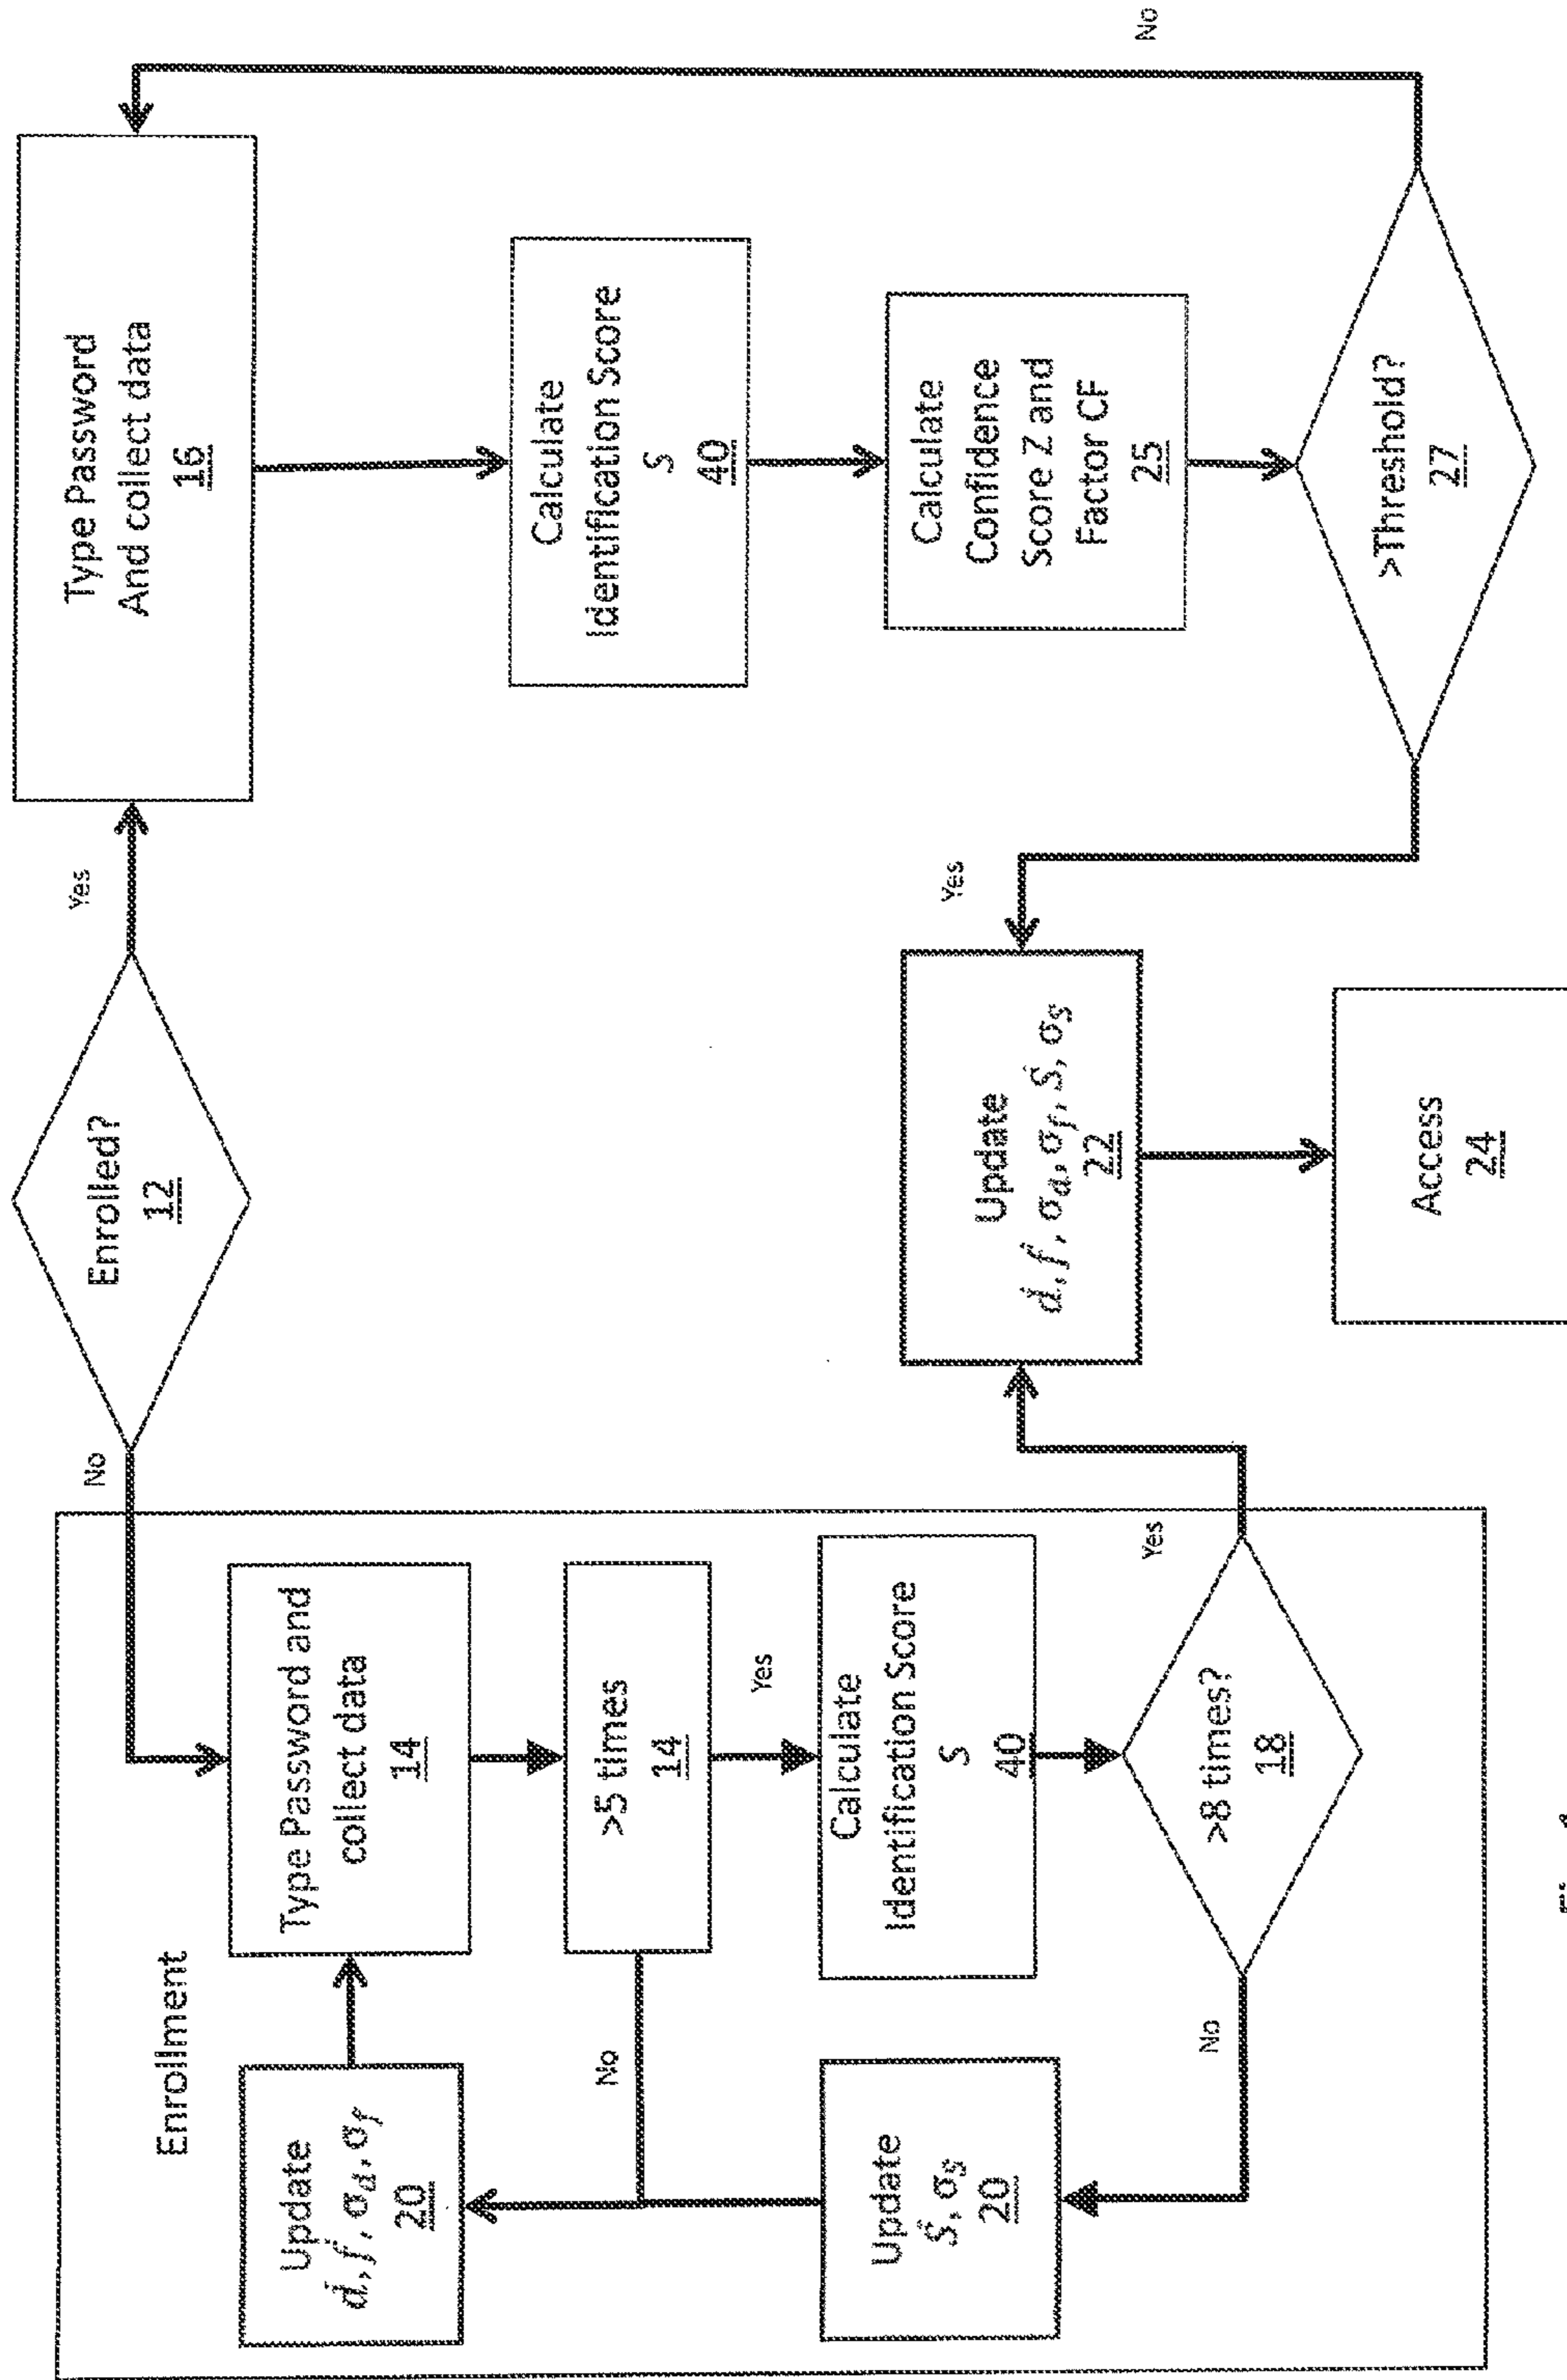 Enrolled?
12
No
Yes
Enrollment
Type Password
And collect data
16
Type Password and
collect data
14
Update
d̄, f̄, σd, σf
20
>5 times
14
No
Yes
Calculate
Identification Score
S
40
Calculate
Identification Score
S
40
Update
S̄, σS
20
>8 times?
18
No
Yes
Update
d̄, f̄, σd, σf, S̄, σS
22
Yes
Calculate
Confidence
Score Z and
Factor CF
25
>Threshold?
27
No
Access
24